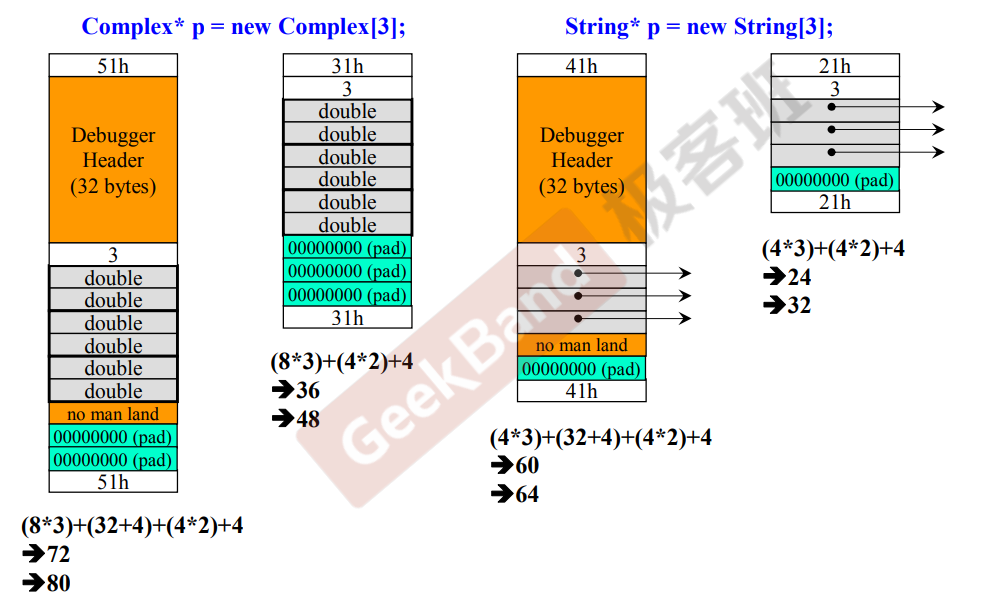 Complex* p = new Complex[3];
51h
Debugger
Header
(32 bytes)
3
double
double
double
double
double
double
no man land
00000000 (pad)
00000000 (pad)
51h
(8*3)+(32+4)+(4*2)+4
➔72
➔80
31h
3
double
double
double
double
double
double
00000000 (pad)
00000000 (pad)
00000000 (pad)
31h
(8*3)+(4*2)+4
➔36
➔48
String* p = new String[3];
41h
Debugger
Header
(32 bytes)
3
no man land
00000000 (pad)
41h
(4*3)+(32+4)+(4*2)+4
➔60
➔64
21h
3
00000000 (pad)
21h
(4*3)+(4*2)+4
➔24
➔32
GeekBand 极客班